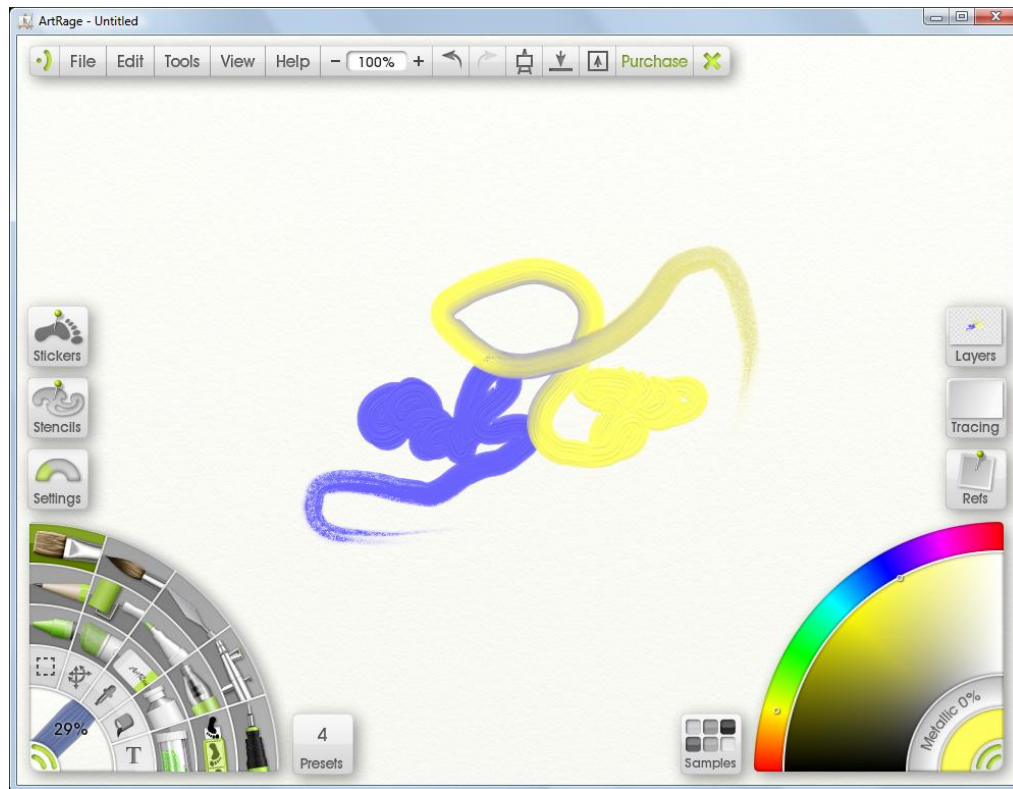 ArtRage - Untitled
File Edit Tools View Help − 100% + Purchase
Stickers
Stencils
Settings
Layers
Tracing
Refs
29%
T
4
Presets
Samples
Metallic 0%